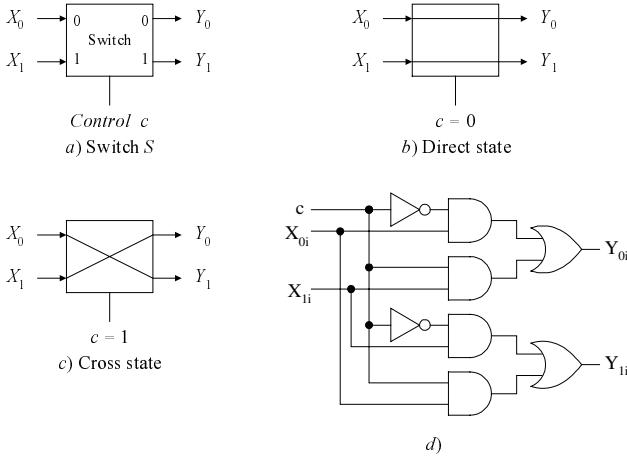 X0 0 0 Y0
Switch
X1 1 1 Y1
Control c
a) Switch S
X0 Y0
X1 Y1
c = 0
b) Direct state
X0 Y0
X1 Y1
c = 1
c) Cross state
c
X0i
X1i
Y0i
Y1i
d)